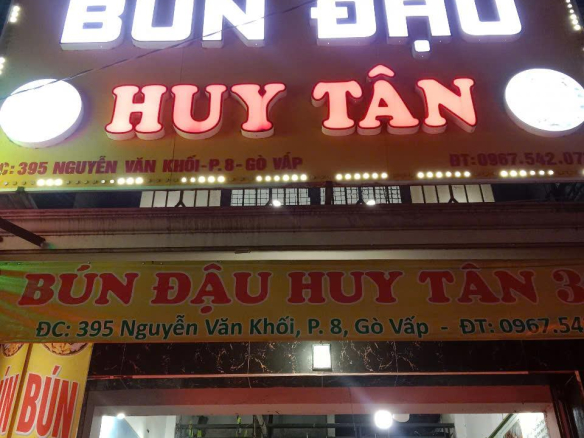 BÚN ĐẬU
HUY TÂN
ĐC: 395 NGUYỄN VĂN KHỐI-P.8-GÒ VẤP ĐT:0967.542.07
BÚN ĐẬU HUY TÂN 3
ĐC: 395 Nguyễn Văn Khối, P. 8, Gò Vấp - ĐT: 0967.542
BÚN